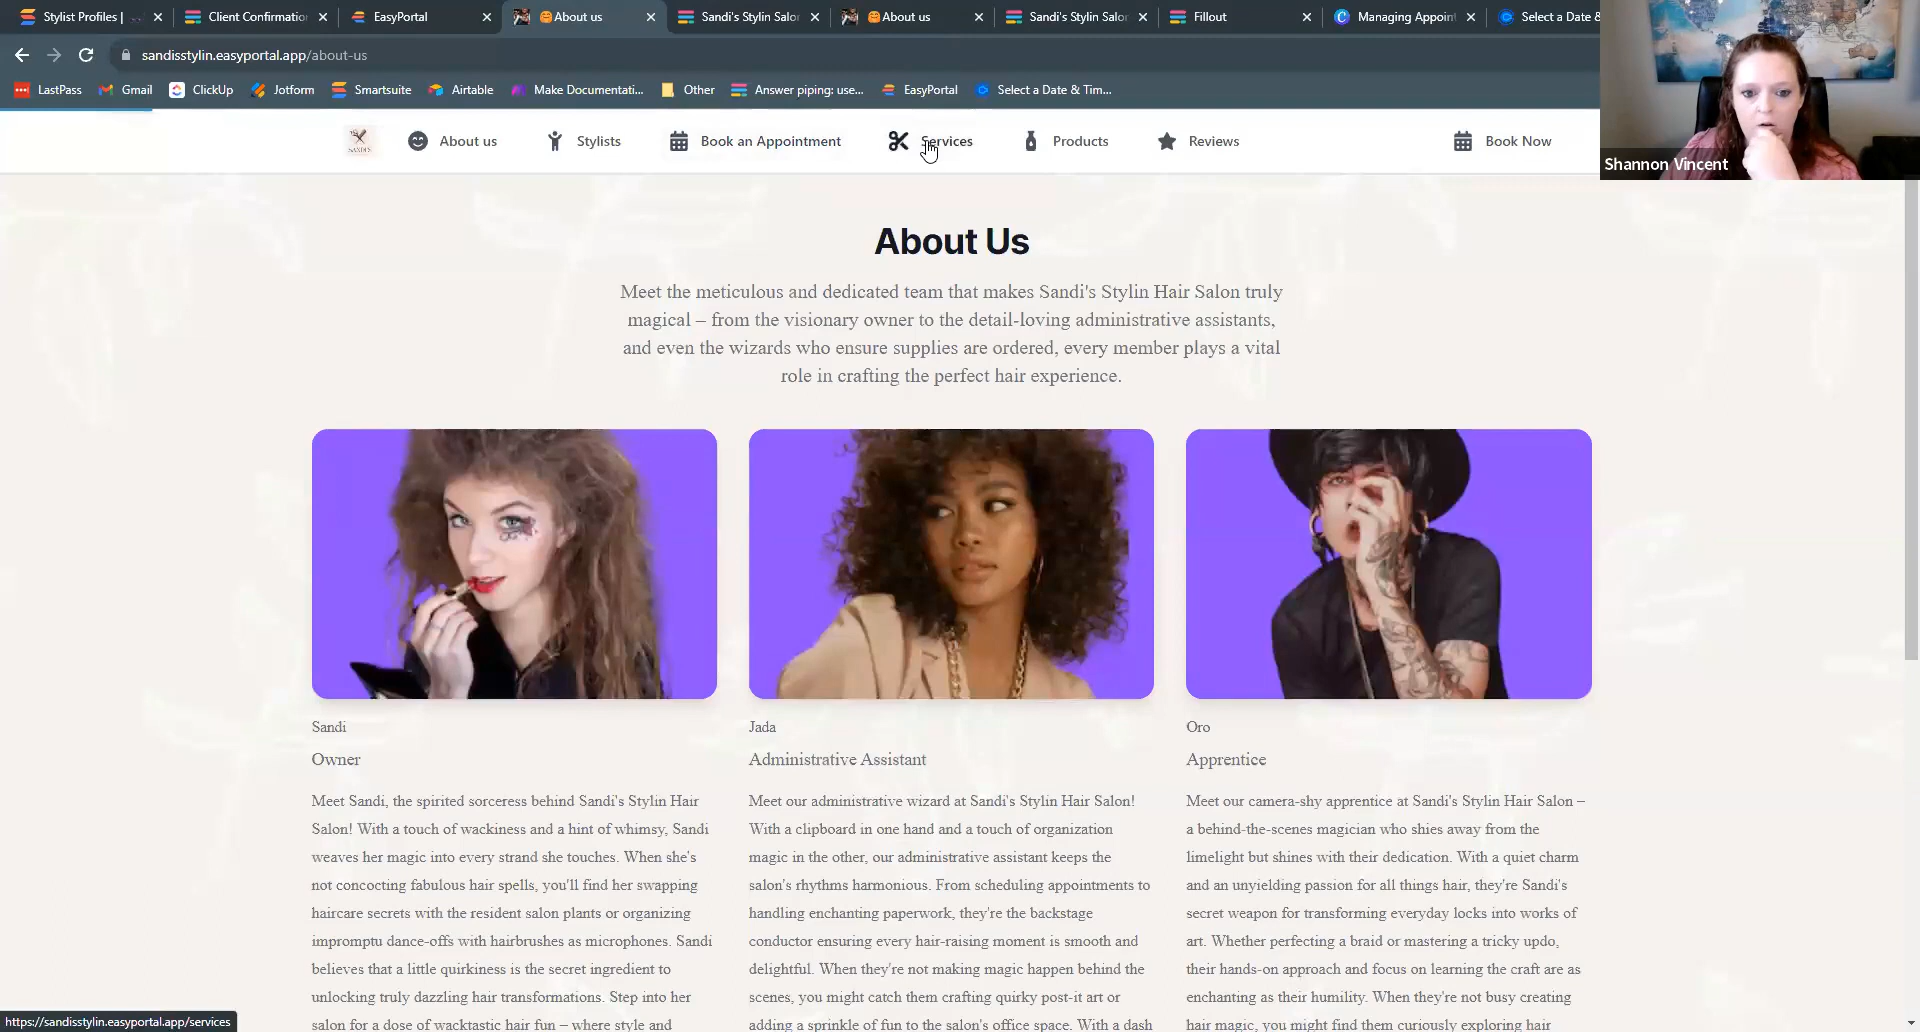 Stylist Profiles |
Client Confirmation
EasyPortal
About us
Sandi's Stylin Salo
About us
Sandi's Stylin Salor
Fillout
Managing Appoint
Select a Date &
sandisstylin.easyportal.app/about-us
LastPass
Gmail
ClickUp
Jotform
Smartsuite
Airtable
Make Documentati...
Other
Answer piping: use...
EasyPortal
Select a Date & Tim...
Shannon Vincent
SANDI'S
About us
Stylists
Book an Appointment
Services
Products
Reviews
Book Now
About Us
Meet the meticulous and dedicated team that makes Sandi's Stylin Hair Salon truly
magical – from the visionary owner to the detail-loving administrative assistants,
and even the wizards who ensure supplies are ordered, every member plays a vital
role in crafting the perfect hair experience.
Sandi
Owner
Meet Sandi, the spirited sorceress behind Sandi's Stylin Hair
Salon! With a touch of wackiness and a hint of whimsy, Sandi
weaves her magic into every strand she touches. When she's
not concocting fabulous hair spells, you'll find her swapping
haircare secrets with the resident salon plants or organizing
impromptu dance-offs with hairbrushes as microphones. Sandi
believes that a little quirkiness is the secret ingredient to
unlocking truly dazzling hair transformations. Step into her
salon for a dose of wacktastic hair fun – where style and
Jada
Administrative Assistant
Meet our administrative wizard at Sandi's Stylin Hair Salon!
With a clipboard in one hand and a touch of organization
magic in the other, our administrative assistant keeps the
salon's rhythms harmonious. From scheduling appointments to
handling enchanting paperwork, they're the backstage
conductor ensuring every hair-raising moment is smooth and
delightful. When they're not making magic happen behind the
scenes, you might catch them crafting quirky post-it art or
adding a sprinkle of fun to the salon's office space. With a dash
Oro
Apprentice
Meet our camera-shy apprentice at Sandi's Stylin Hair Salon –
a behind-the-scenes magician who shies away from the
limelight but shines with their dedication. With a quiet charm
and an unyielding passion for all things hair, they're Sandi's
secret weapon for transforming everyday locks into works of
art. Whether perfecting a braid or mastering a tricky updo,
their hands-on approach and focus on learning the craft are as
enchanting as their humility. When they're not busy creating
hair magic, you might find them curiously exploring hair
https://sandisstylin.easyportal.app/services